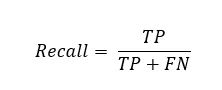 Recall = TP / (TP + FN)